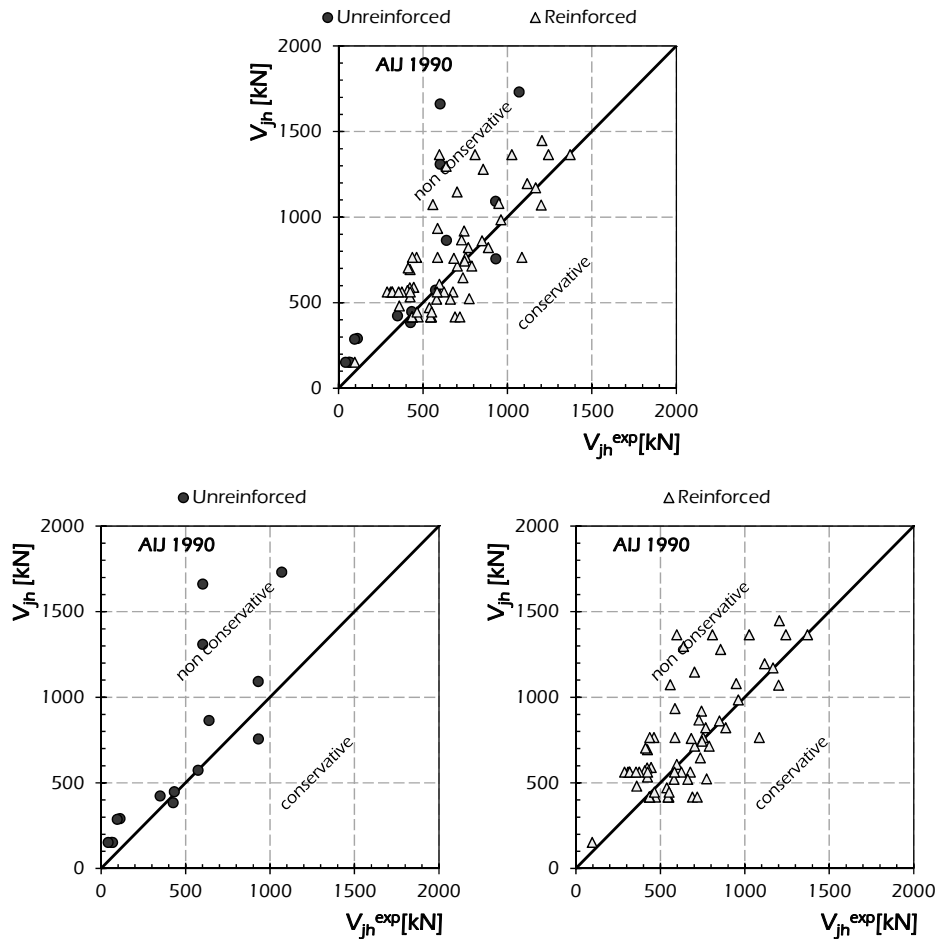 Unreinforced Reinforced
2000
AIJ 1990
V_jh [kN]
1500
non conservative
1000
500
conservative
0
0 500 1000 1500 2000
V_jh^exp[kN]
Unreinforced
2000
AIJ 1990
V_jh [kN]
1500
non conservative
1000
500
conservative
0
0 500 1000 1500 2000
V_jh^exp[kN]
Reinforced
2000
AIJ 1990
V_jh [kN]
1500
non conservative
1000
500
conservative
0
0 500 1000 1500 2000
V_jh^exp[kN]